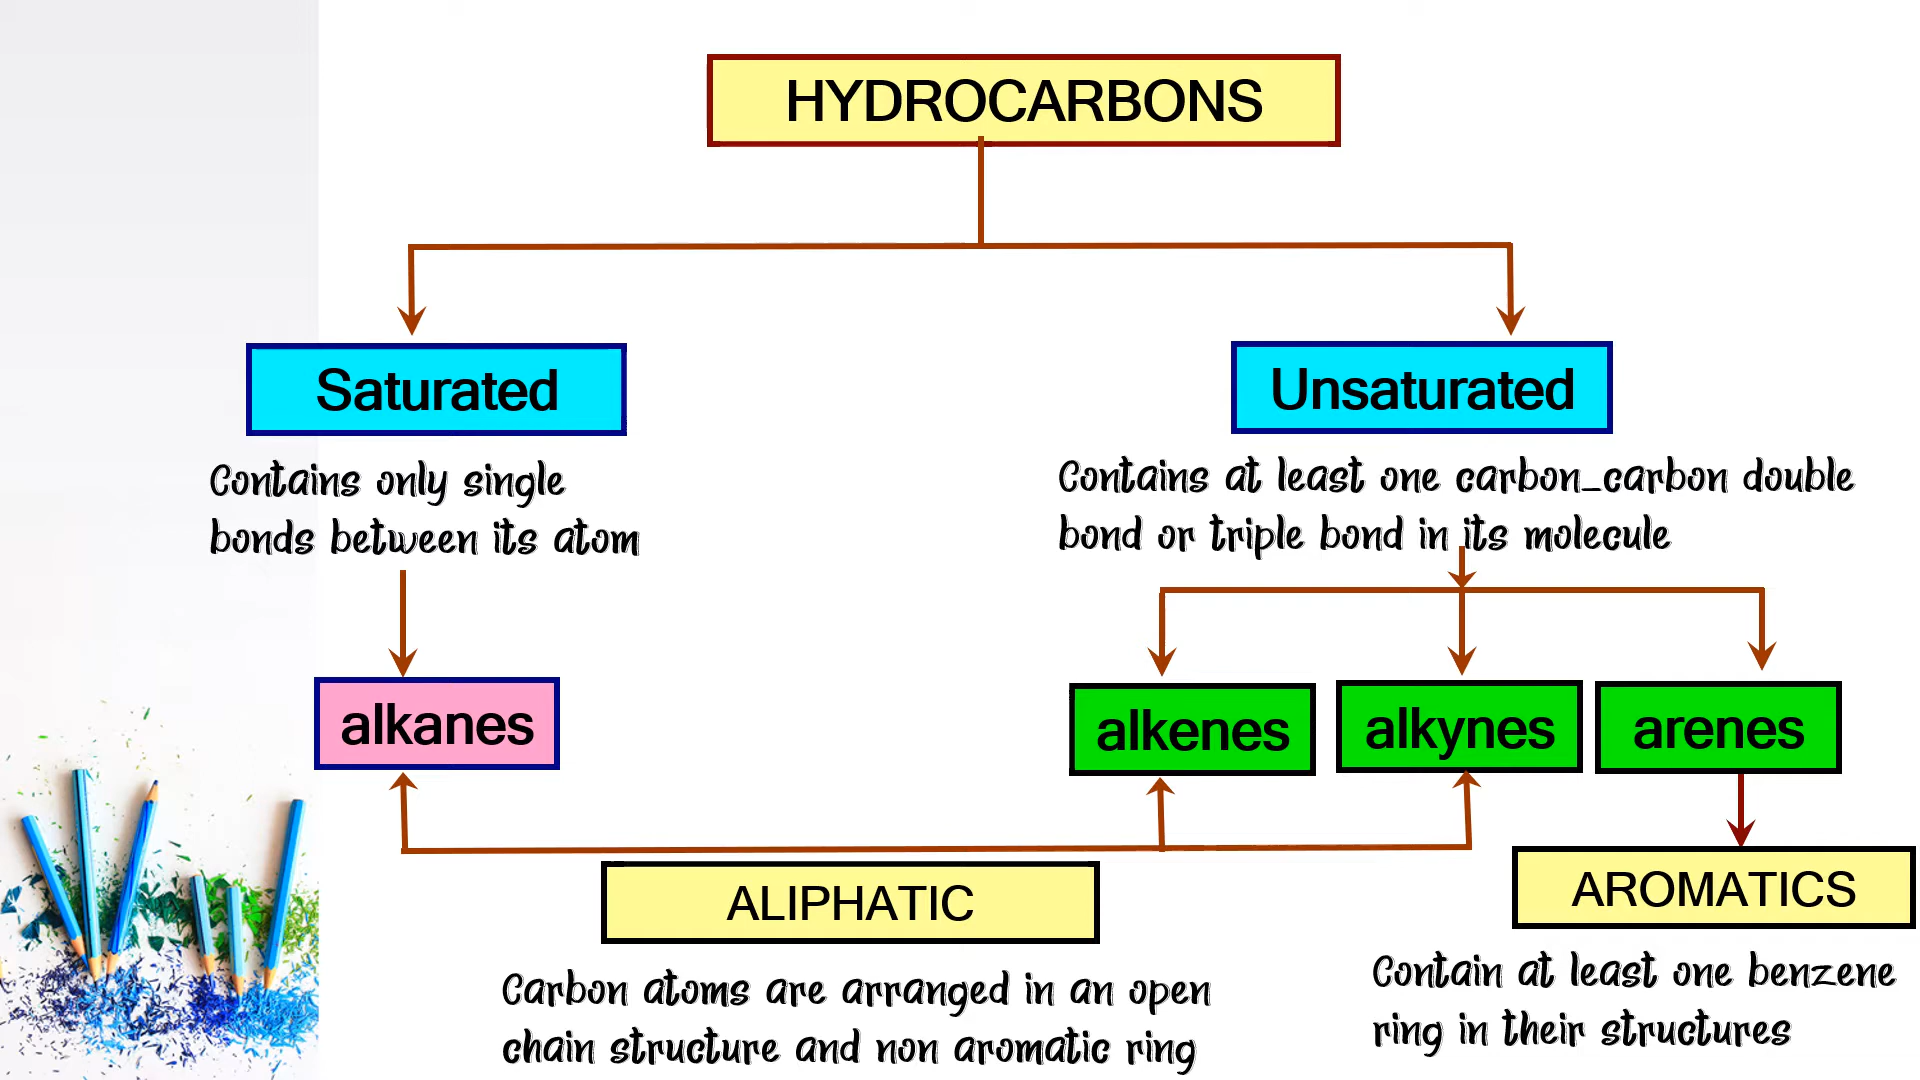 HYDROCARBONS
Saturated
Contains only single
bonds between its atom
Unsaturated
Contains at least one carbon_carbon double
bond or triple bond in its molecule
alkanes
alkenes
alkynes
arenes
ALIPHATIC
Carbon atoms are arranged in an open
chain structure and non aromatic ring
AROMATICS
Contain at least one benzene
ring in their structures